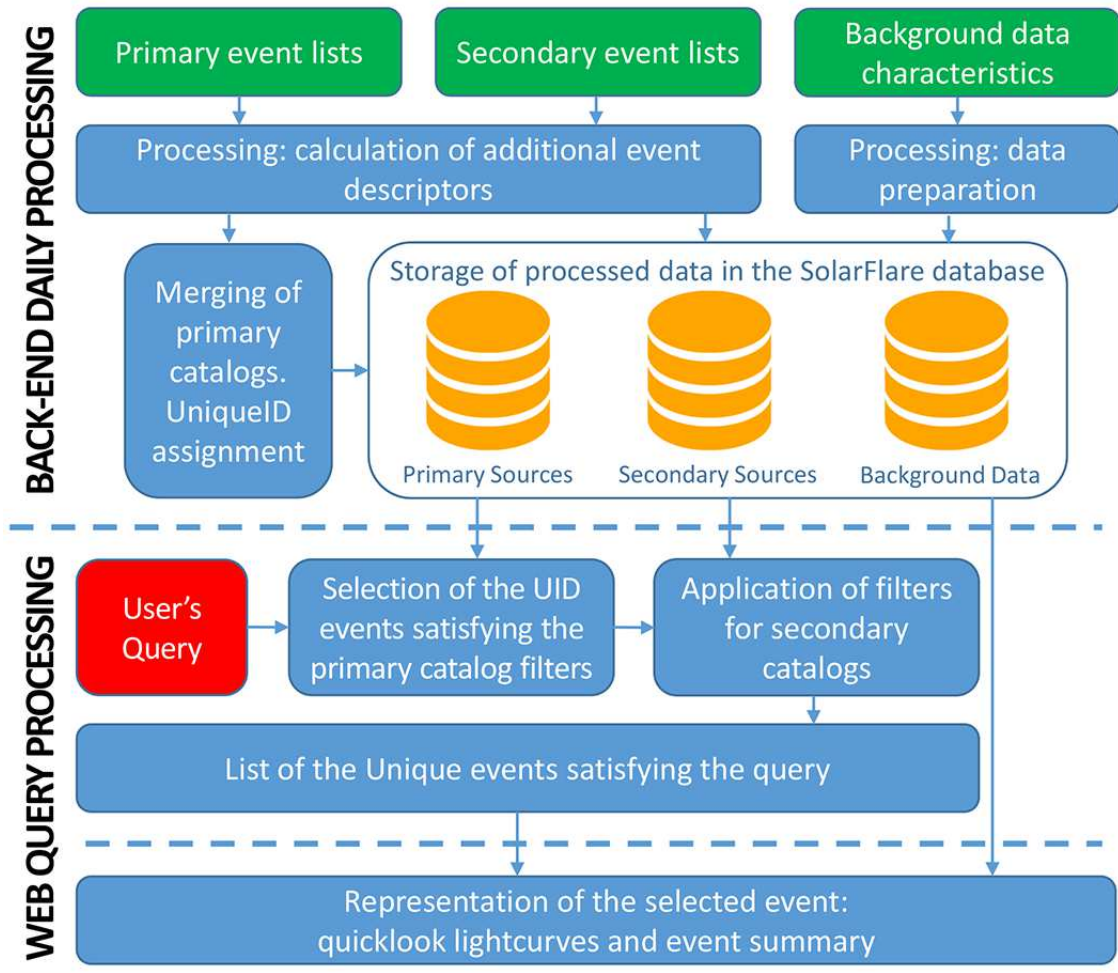 BACK-END DAILY PROCESSING
Primary event lists
Secondary event lists
Background data
characteristics
Processing: calculation of additional event
descriptors
Processing: data
preparation
Merging of
primary
catalogs.
UniqueID
assignment
Storage of processed data in the SolarFlare database
Primary Sources
Secondary Sources
Background Data
WEB QUERY PROCESSING
User's
Query
Selection of the UID
events satisfying the
primary catalog filters
Application of filters
for secondary
catalogs
List of the Unique events satisfying the query
Representation of the selected event:
quicklook lightcurves and event summary